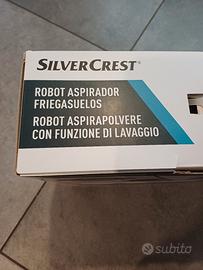 SILVERCREST®
ROBOT ASPIRADOR
FRIEGASUELOS
ROBOT ASPIRAPOLVERE
CON FUNZIONE DI LAVAGGIO
subito